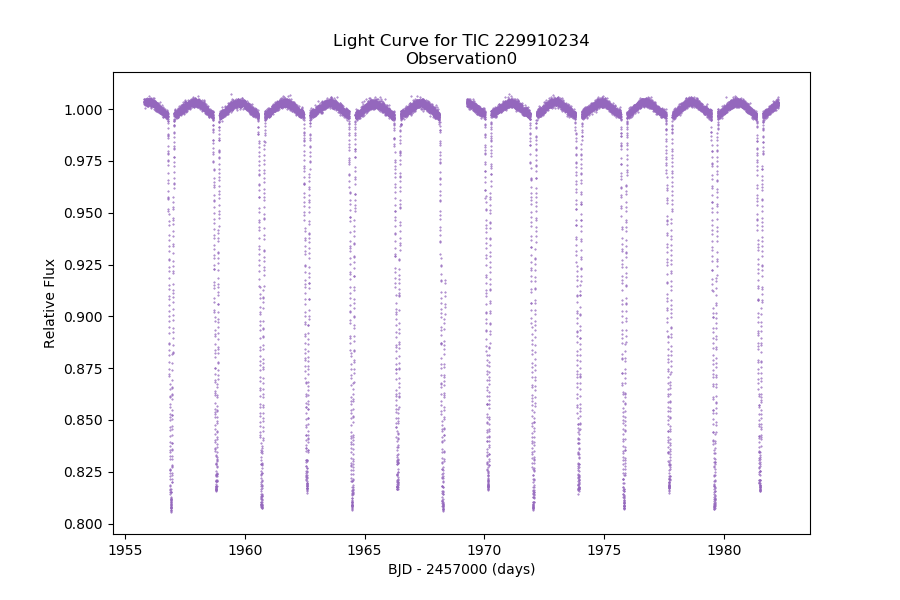 Light Curve for TIC 229910234
Observation0
Relative Flux
1.000
0.975
0.950
0.925
0.900
0.875
0.850
0.825
0.800
1955 1960 1965 1970 1975 1980
BJD - 2457000 (days)